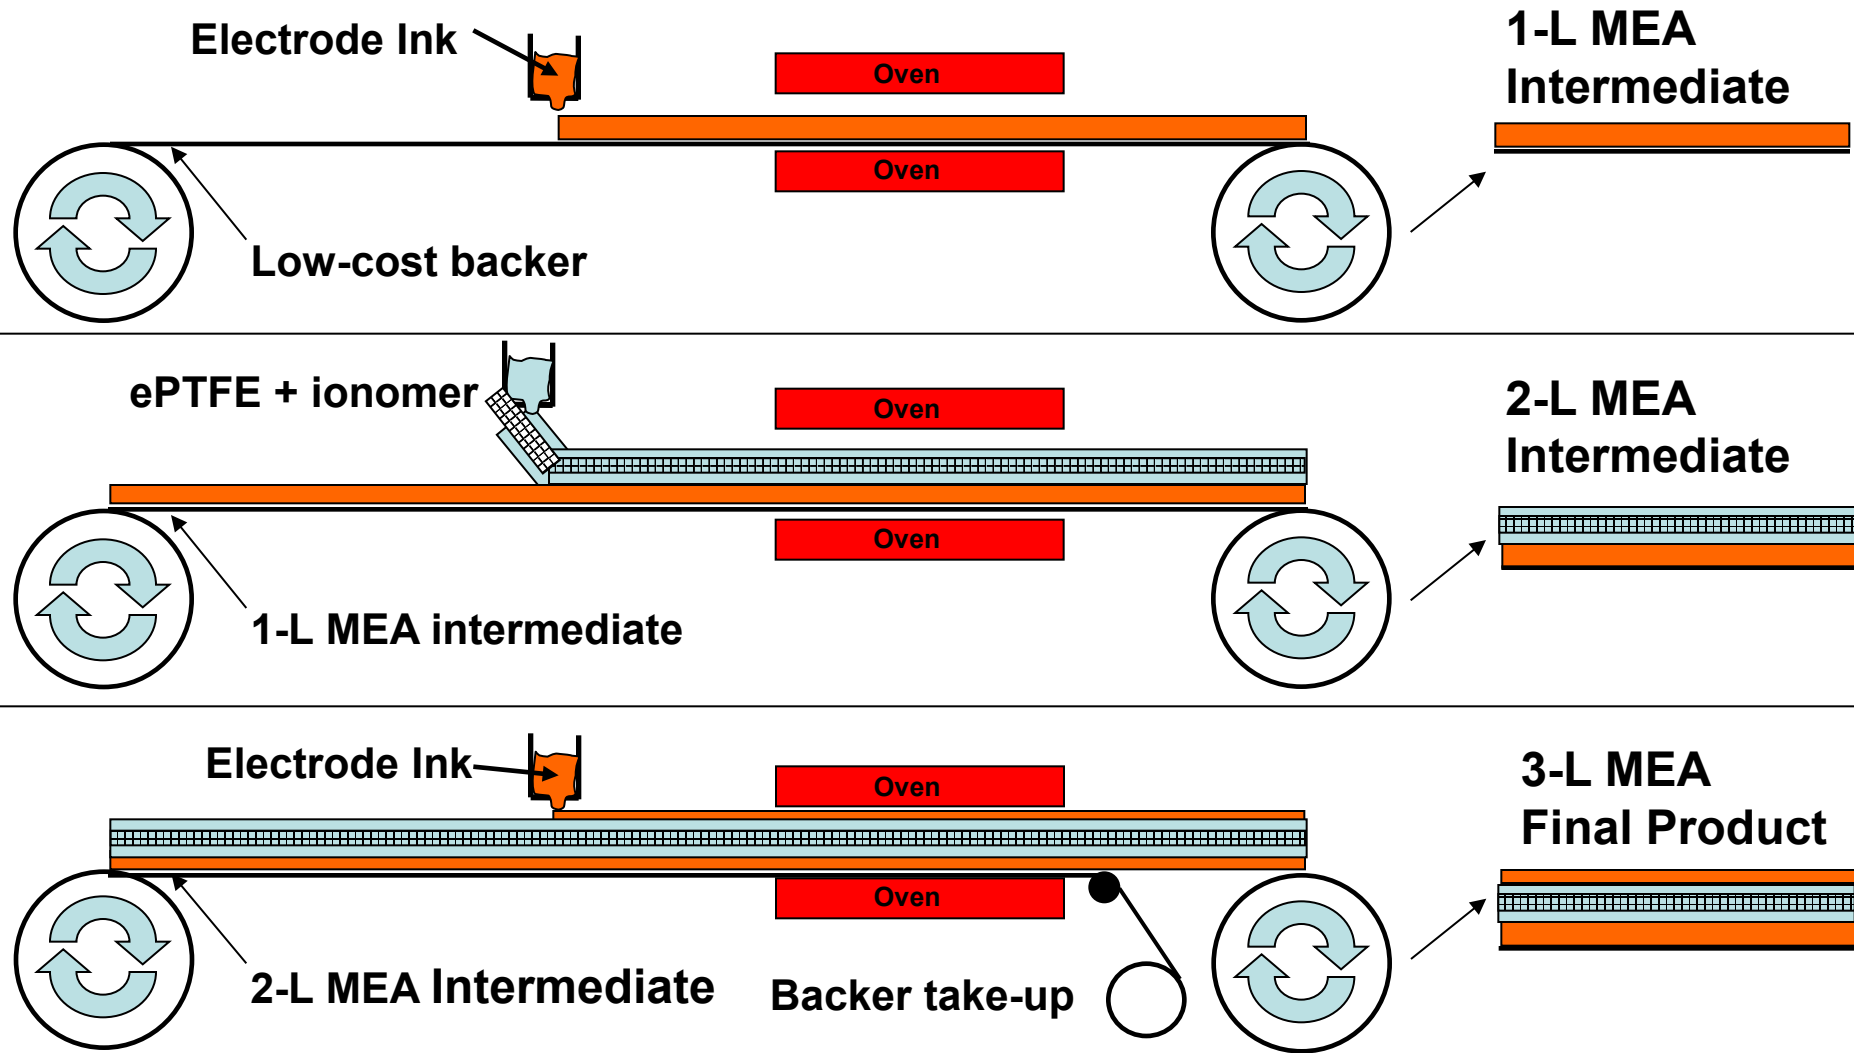 Electrode Ink
Oven
1-L MEA
Intermediate
Oven
Low-cost backer
ePTFE + ionomer
Oven
2-L MEA
Intermediate
Oven
1-L MEA intermediate
Electrode Ink
Oven
3-L MEA
Final Product
Oven
2-L MEA Intermediate
Backer take-up